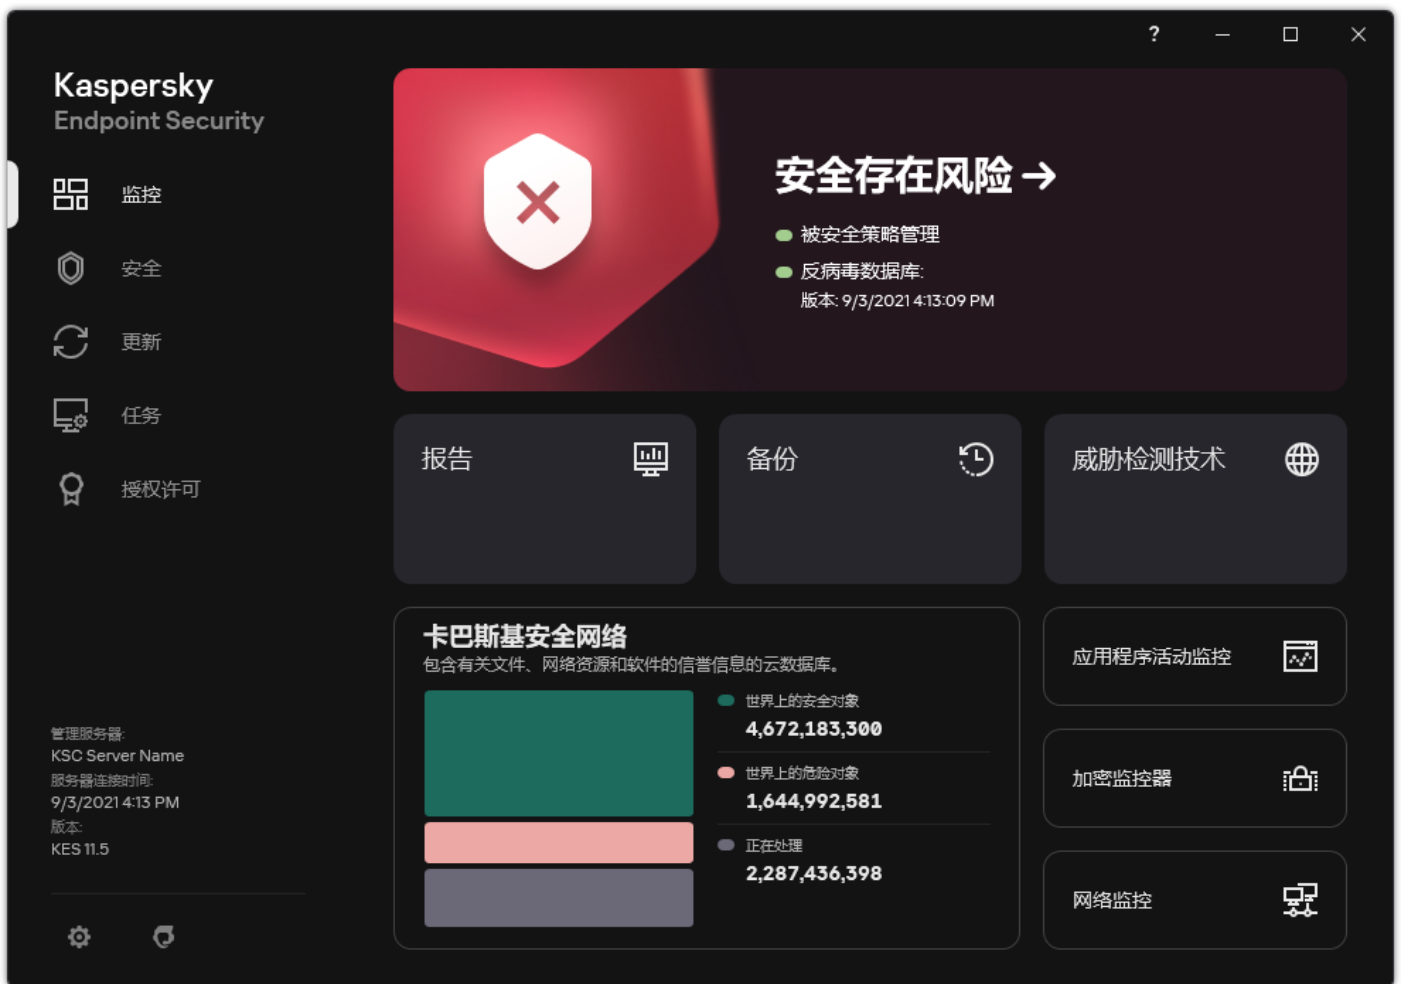 ?
Kaspersky
Endpoint Security
监控
安全
更新
任务
授权许可
管理服务器:
KSC Server Name
服务器连接时间:
9/3/2021 4:13 PM
版本:
KES 11.5
安全存在风险
被安全策略管理
反病毒数据库:
版本: 9/3/2021 4:13:09 PM
报告
备份
威胁检测技术
卡巴斯基安全网络
包含有关文件、网络资源和软件的信誉信息的云数据库。
世界上的安全对象
4,672,183,300
世界上的危险对象
1,644,992,581
正在处理
2,287,436,398
应用程序活动监控
加密监控器
网络监控